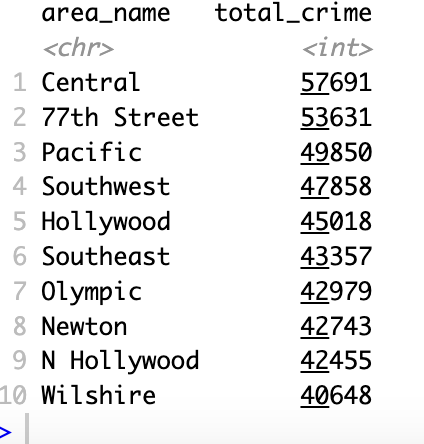 area_name total_crime
<chr> <int>
1 Central 57691
2 77th Street 53631
3 Pacific 49850
4 Southwest 47858
5 Hollywood 45018
6 Southeast 43357
7 Olympic 42979
8 Newton 42743
9 N Hollywood 42455
10 Wilshire 40648
>